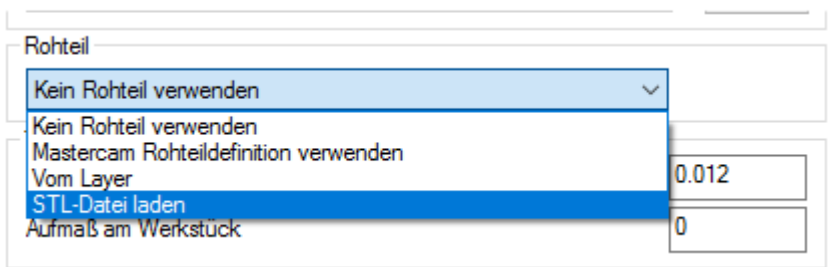 Rohteil
Kein Rohteil verwenden
Kein Rohteil verwenden
Mastercam Rohteildefinition verwenden
Vom Layer
0.012
STL-Datei laden
Aufmaß am Werkstück
0